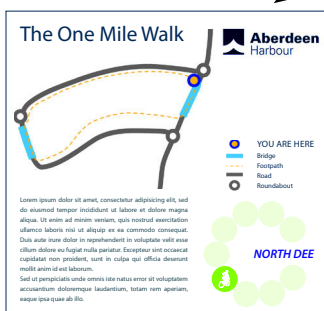 The One Mile Walk
Aberdeen
Harbour
YOU ARE HERE
Bridge
Footpath
Road
Roundabout
Lorem ipsum dolor sit amet, consectetur adipisicing elit, sed
do eiusmod tempor incididunt ut labore et dolore magna
aliqua. Ut enim ad minim veniam, quis nostrud exercitation
ullamco laboris nisi ut aliquip ex ea commodo consequat.
Duis aute irure dolor in reprehenderit in voluptate velit esse
cillum dolore eu fugiat nulla pariatur. Excepteur sint occaecat
cupidatat non proident, sunt in culpa qui officia deserunt
mollit anim id est laborum.
Sed ut perspiciatis unde omnis iste natus error sit voluptatem
accusantium doloremque laudantium, totam rem aperiam,
eaque ipsa quae ab illo.
NORTH DEE